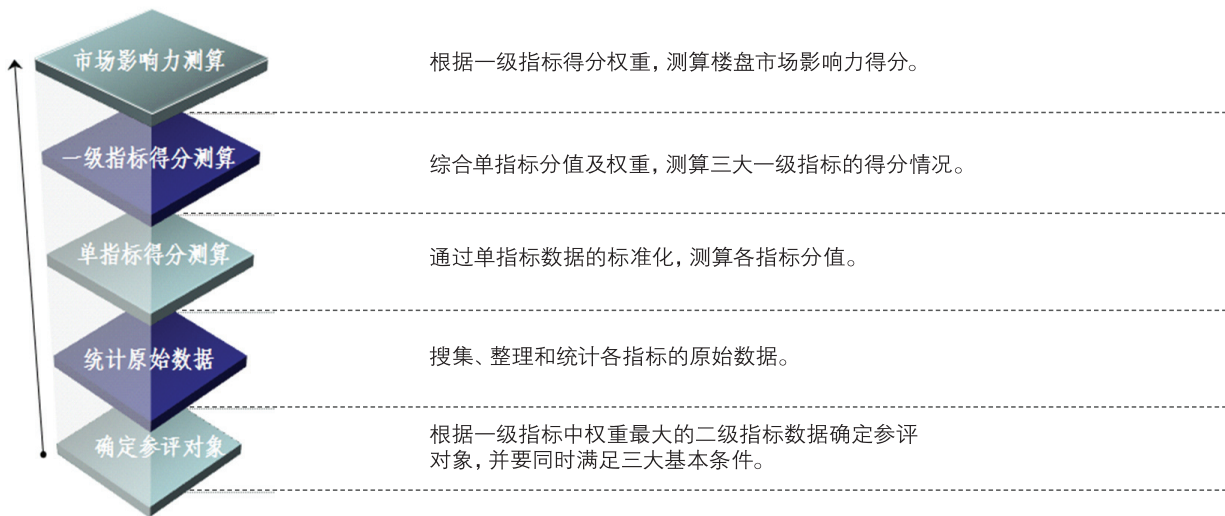 市场影响力测算
根据一级指标得分权重，测算楼盘市场影响力得分。
一级指标得分测算
综合单指标分值及权重，测算三大一级指标的得分情况。
单指标得分测算
通过单指标数据的标准化，测算各指标分值。
统计原始数据
搜集、整理和统计各指标的原始数据。
确定参评对象
根据一级指标中权重最大的二级指标数据确定参评
对象，并要同时满足三大基本条件。